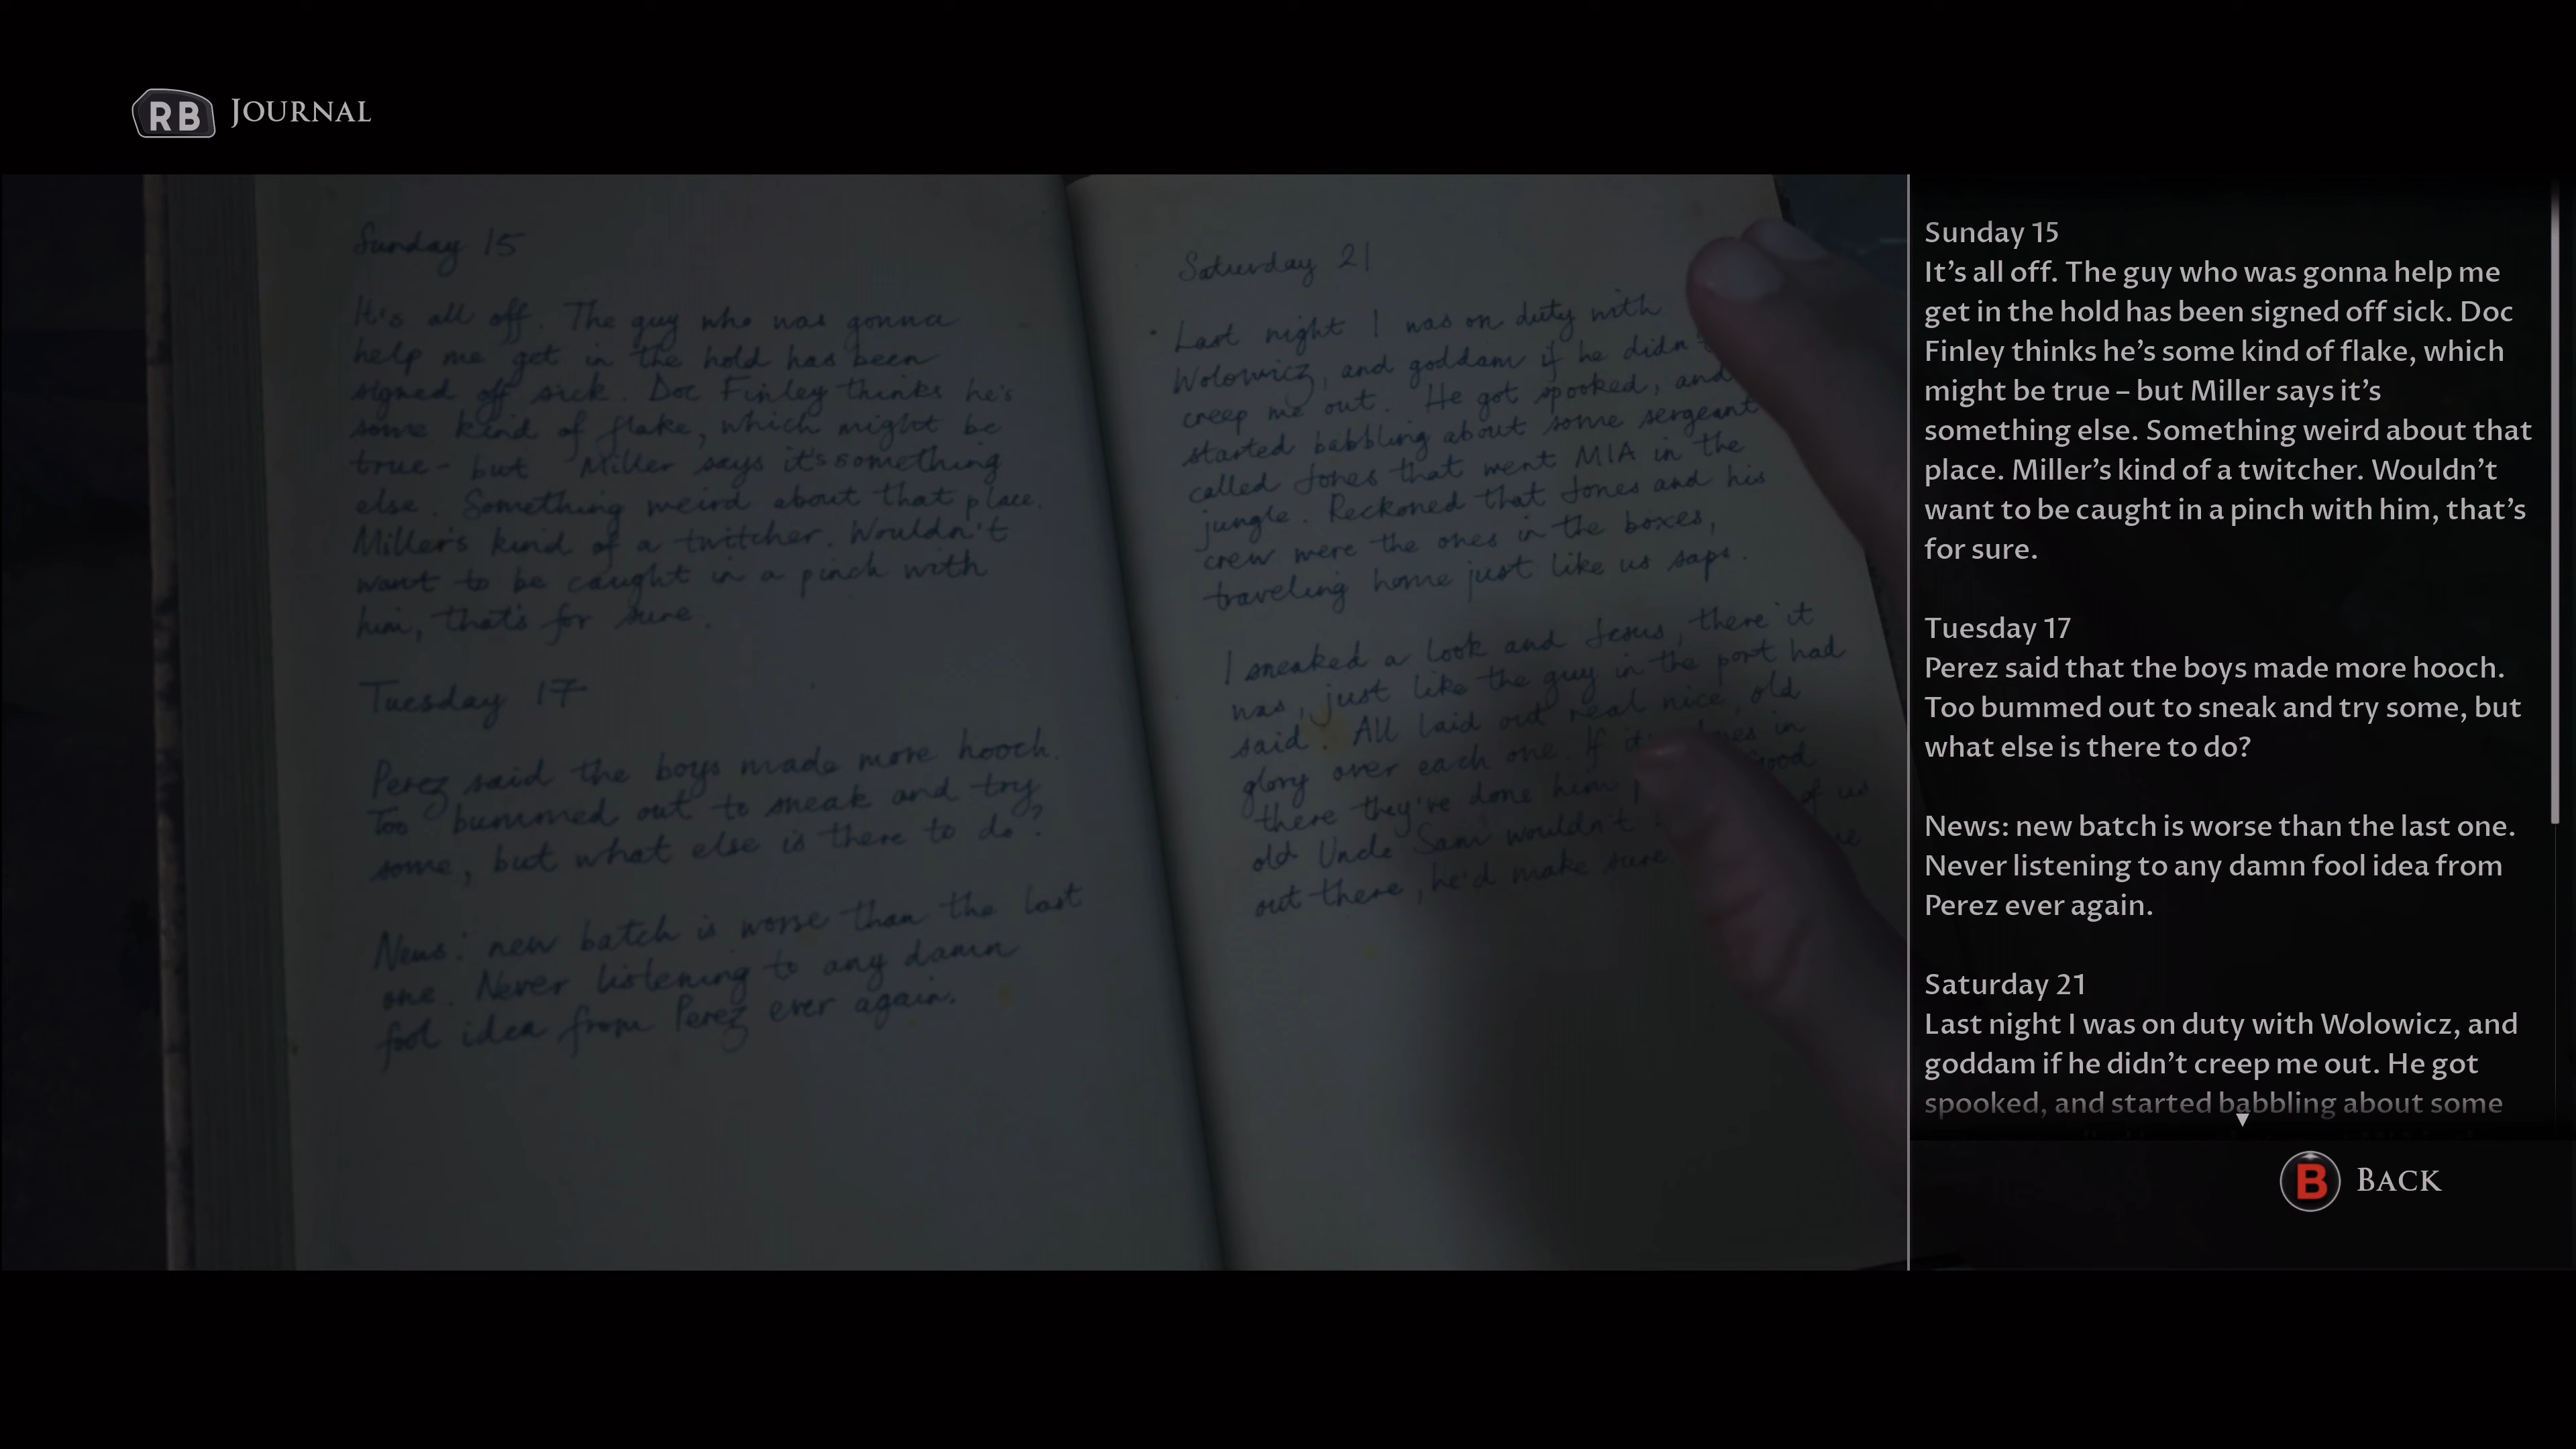 RB JOURNAL
Sunday 15
It's all off. The guy who was gonna
help me get in the hold has been
signed off sick. Doc Finley thinks he's
some kind of flake, which might be
true - but Miller says it's something
else. Something weird about that place.
Miller's kind of a twitcher. Wouldn't
want to be caught in a pinch with
him, that's for sure.
Tuesday 17
Perez said the boys made more hooch.
Too bummed out to sneak and try
some, but what else is there to do?
News: new batch is worse than the last
one. Never listening to any damn
fool idea from Perez ever again.
Saturday 21
Last night I was on duty with
Wolowicz, and goddam if he didn't
creep me out. He got spooked, and
started babbling about some sergeant
called Jones that went MIA in the
jungle. Reckoned that Jones and his
crew were the ones in the boxes,
traveling home just like us saps.
I sneaked a look and Jesus, there it
was, just like the guy in the port had
said. All laid out real nice, old
glory over each one. If in
there they've done him good
old Uncle Sam wouldn't of us
out there, he'd make sure
Sunday 15
It's all off. The guy who was gonna help me
get in the hold has been signed off sick. Doc
Finley thinks he's some kind of flake, which
might be true – but Miller says it's
something else. Something weird about that
place. Miller's kind of a twitcher. Wouldn't
want to be caught in a pinch with him, that's
for sure.
Tuesday 17
Perez said that the boys made more hooch.
Too bummed out to sneak and try some, but
what else is there to do?
News: new batch is worse than the last one.
Never listening to any damn fool idea from
Perez ever again.
Saturday 21
Last night I was on duty with Wolowicz, and
goddam if he didn't creep me out. He got
spooked, and started babbling about some
B BACK